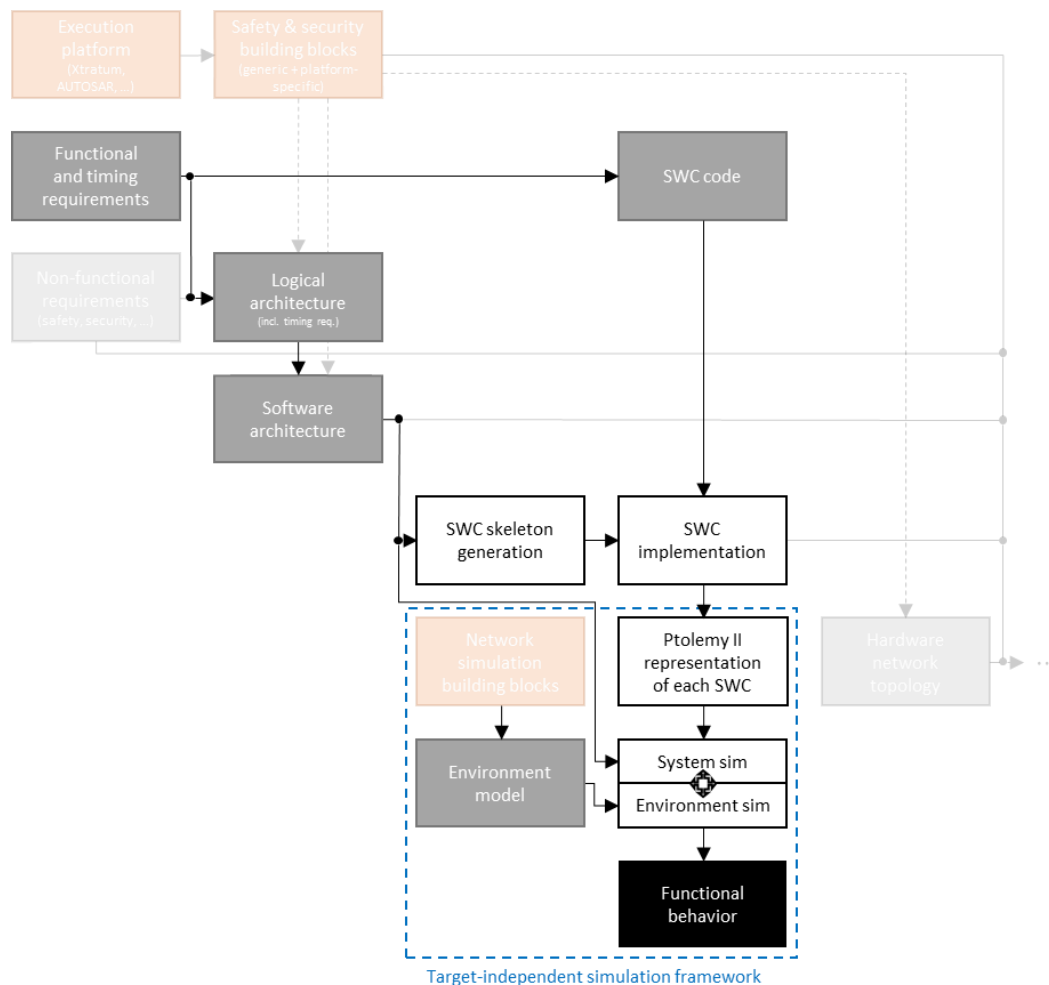 Execution
platform
(Xtratum,
AUTOSAR,...)
Safety & security
building blocks
(generic + platform-
specific)
Functional
and timing
requirements
SWC code
Non-functional
requirements
(safety, security,...)
Logical
architecture
(incl. timing req.)
Software
architecture
SWC skeleton
generation
SWC
implementation
Network
simulation
building blocks
Ptolemy II
representation
of each SWC
Hardware
network
topology
..
Environment
model
System sim
Environment sim
Functional
behavior
Target-independent simulation framework